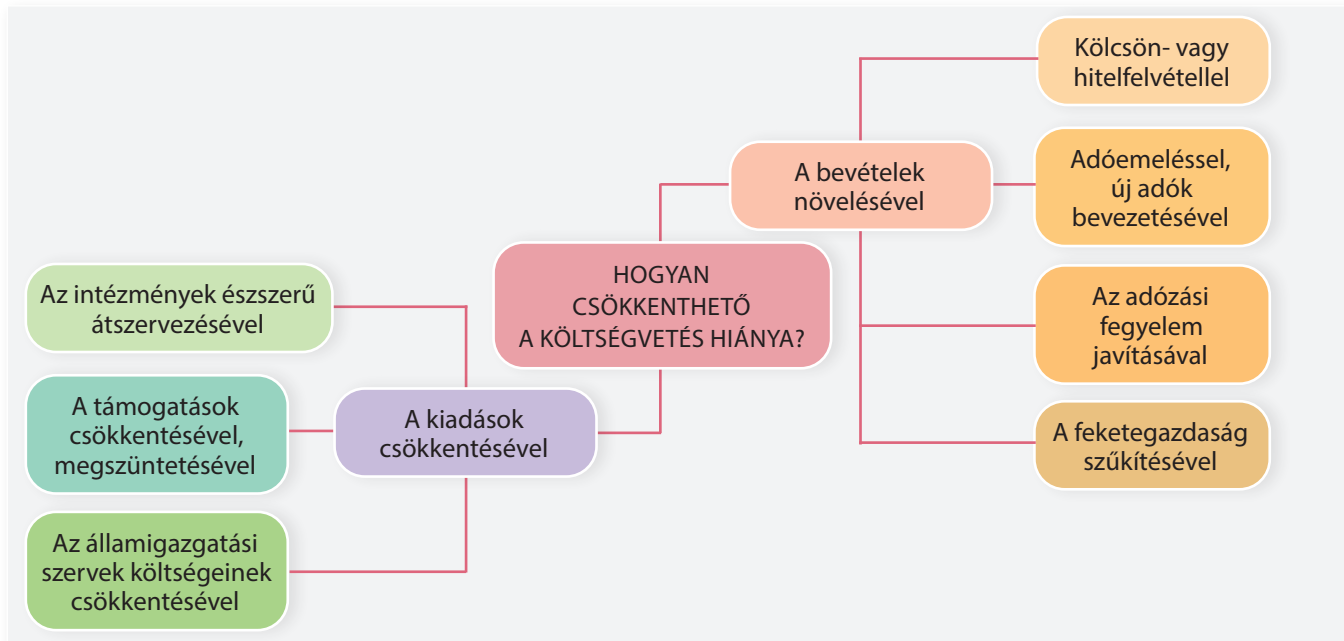 HOGYAN
CSÖKKENTHETŐ
A KÖLTSÉGVETÉS HIÁNYA?
A bevételek
növelésével
Kölcsön- vagy
hitelfelvétellel
Adóemeléssel,
új adók
bevezetésével
Az adózási
fegyelem
javításával
A feketegazdaság
szűkítésével
A kiadások
csökkentésével
Az intézmények észszerű
átszervezésével
A támogatások
csökkentésével,
megszüntetésével
Az államigazgatási
szervek költségeinek
csökkentésével